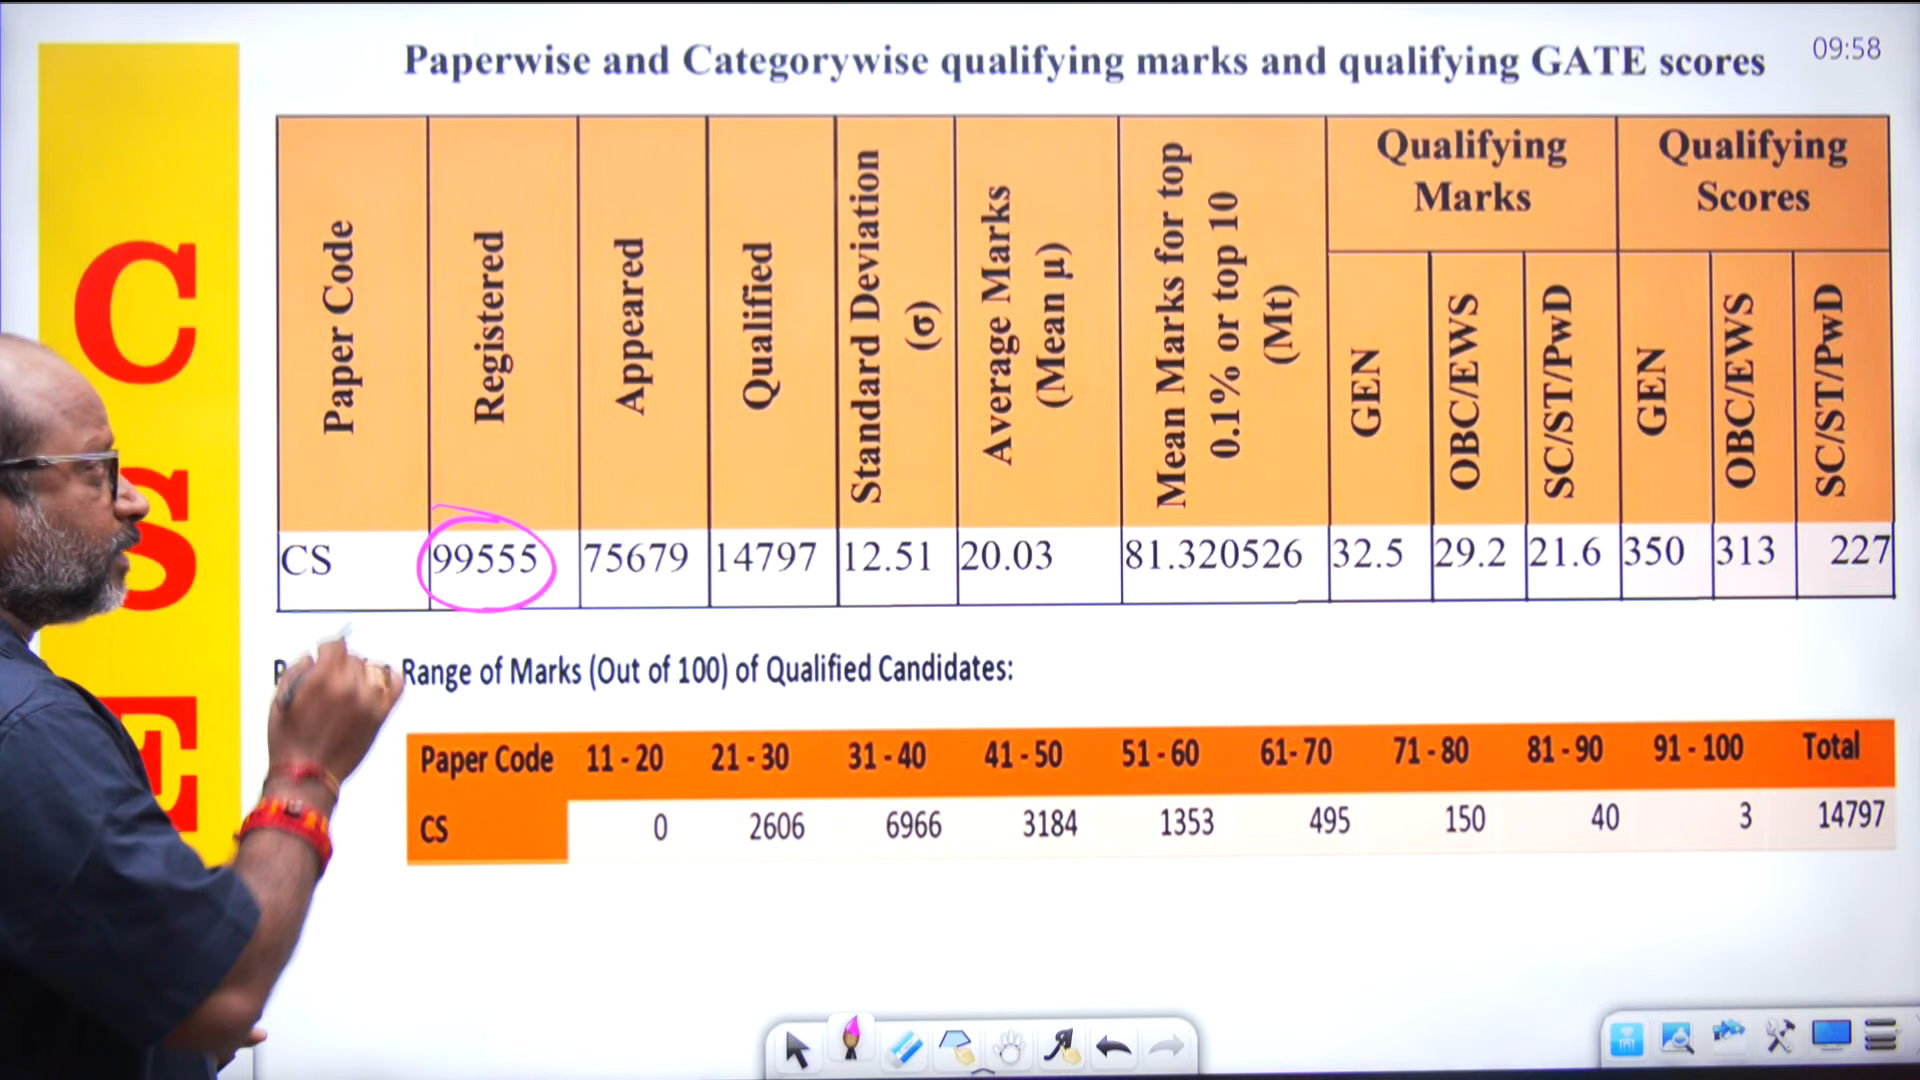 Paperwise and Categorywise qualifying marks and qualifying GATE scores
09:58
C
S
E
Paper Code
Registered
Appeared
Qualified
Standard Deviation
(σ)
Average Marks
(Mean μ)
Mean Marks for top
0.1% or top 10
(Mt)
Qualifying
Marks
Qualifying
Scores
GEN
OBC/EWS
SC/ST/PwD
GEN
OBC/EWS
SC/ST/PwD
CS 99555 75679 14797 12.51 20.03 81.320526 32.5 29.2 21.6 350 313 227
Range of Marks (Out of 100) of Qualified Candidates:
Paper Code 11 - 20 21 - 30 31 - 40 41 - 50 51 - 60 61- 70 71 - 80 81 - 90 91 - 100 Total
CS 0 2606 6966 3184 1353 495 150 40 3 14797